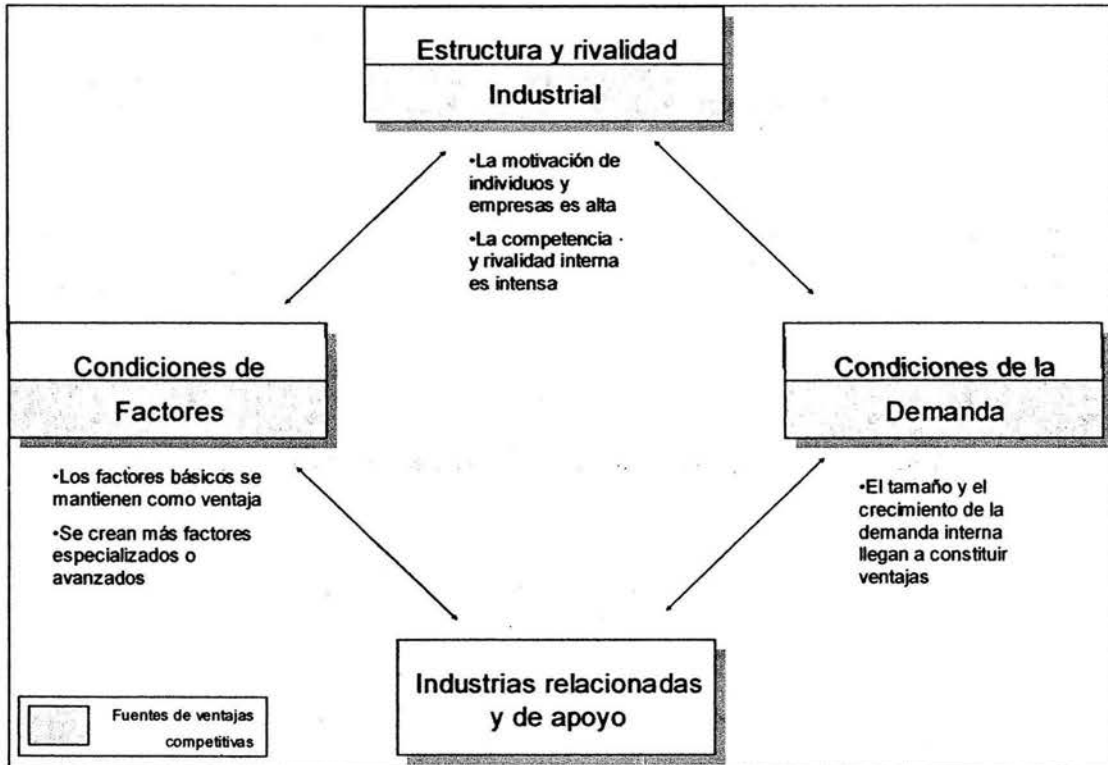 Estructura y rivalidad
Industrial
•La motivación de
individuos y
empresas es alta
•La competencia
y rivalidad interna
es intensa
Condiciones de
Factores
•Los factores básicos se
mantienen como ventaja
•Se crean más factores
especializados o
avanzados
Condiciones de la
Demanda
•El tamaño y el
crecimiento de la
demanda interna
llegan a constituir
ventajas
Industrias relacionadas
y de apoyo
Fuentes de ventajas
competitivas